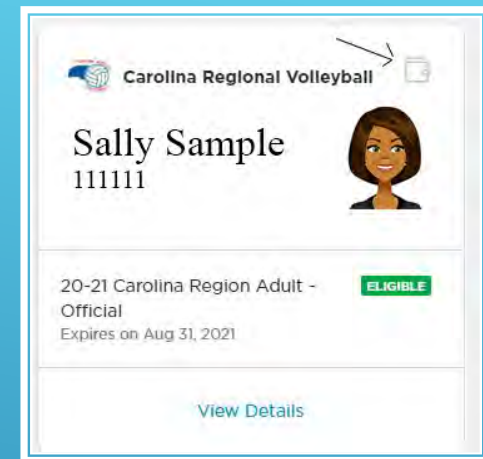 Carolina Regional Volleyball
Sally Sample
111111
20-21 Carolina Region Adult -
Official
ELIGIBLE
Expires on Aug 31, 2021
View Details